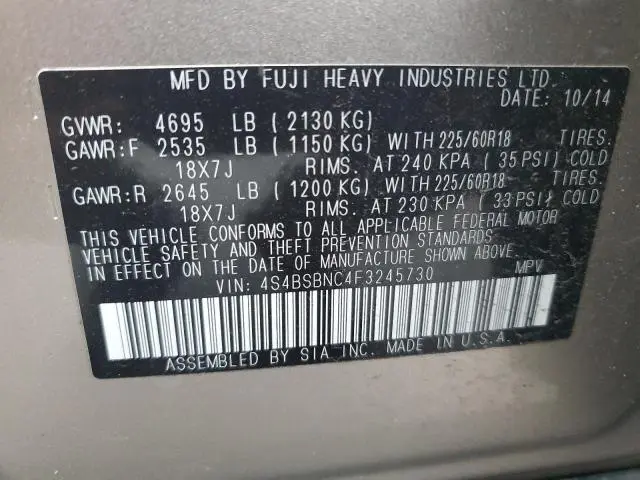 MFD BY FUJI HEAVY INDUSTRIES LTD.
DATE: 10/14
GVWR: 4695 LB (2130 KG)
GAWR:F 2535 LB (1150 KG) WITH 225/60R18 TIRES.
18X7J RIMS. AT 240 KPA (35 PSI) COLD
GAWR:R 2645 LB (1200 KG) WITH 225/60R18 TIRES.
18X7J RIMS. AT 230 KPA (33 PSI) COLD
THIS VEHICLE CONFORMS TO ALL APPLICABLE FEDERAL MOTOR
VEHICLE SAFETY AND THEFT PREVENTION STANDARDS
IN EFFECT ON THE DATE OF MANUFACTURE SHOWN ABOVE.
VIN: 4S4BSBNC4F3245730 MPV
ASSEMBLED BY SIA INC. MADE IN U.S.A.